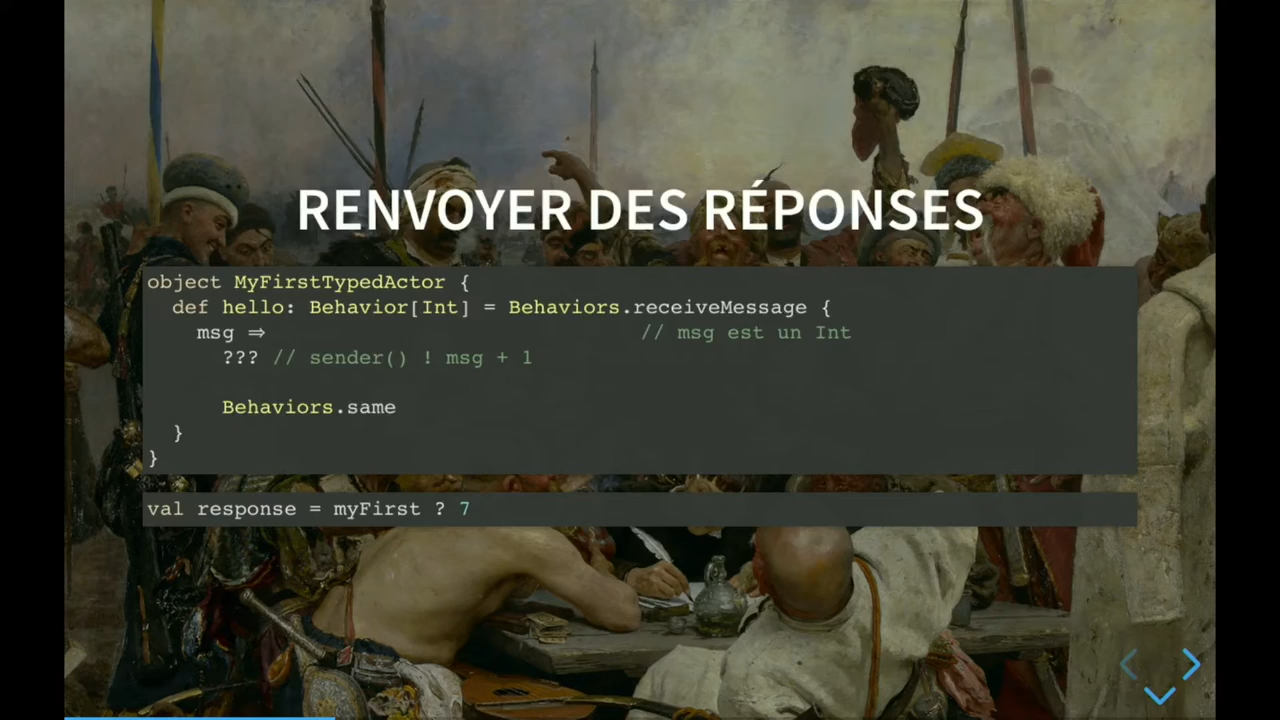 RENVOYER DES RÉPONSES
object MyFirstTypedActor {
  def hello: Behavior[Int] = Behaviors.receiveMessage {
    msg ⇒                              // msg est un Int
      ??? // sender() ! msg + 1
      Behaviors.same
  }
}
val response = myFirst ? 7